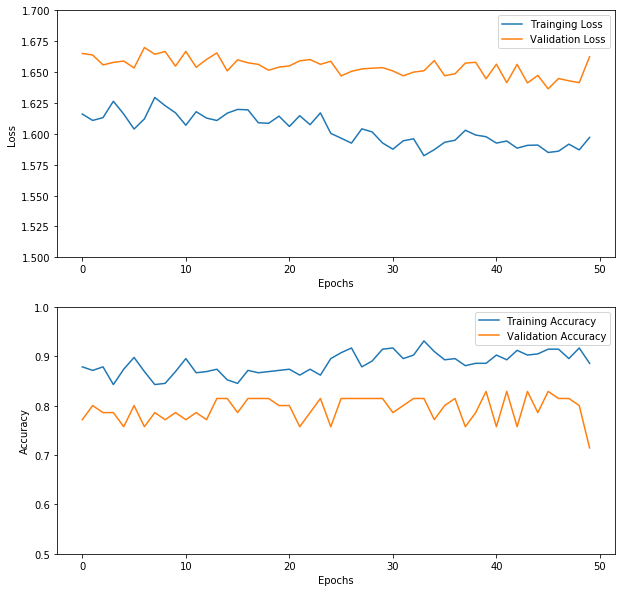 1.700
1.675
1.650
1.625
1.600
1.575
1.550
1.525
1.500
Loss
Trainging Loss
Validation Loss
0 10 20 30 40 50
Epochs
1.0
0.9
0.8
0.7
0.6
0.5
Accuracy
Training Accuracy
Validation Accuracy
0 10 20 30 40 50
Epochs